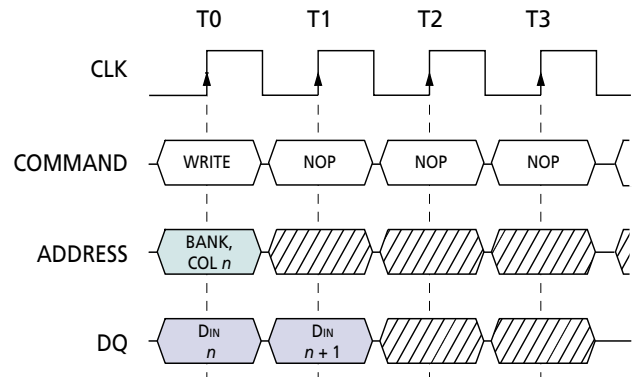 T0 T1 T2 T3
CLK
COMMAND WRITE NOP NOP NOP
ADDRESS BANK,
COL n
DQ DIN DIN
n n + 1